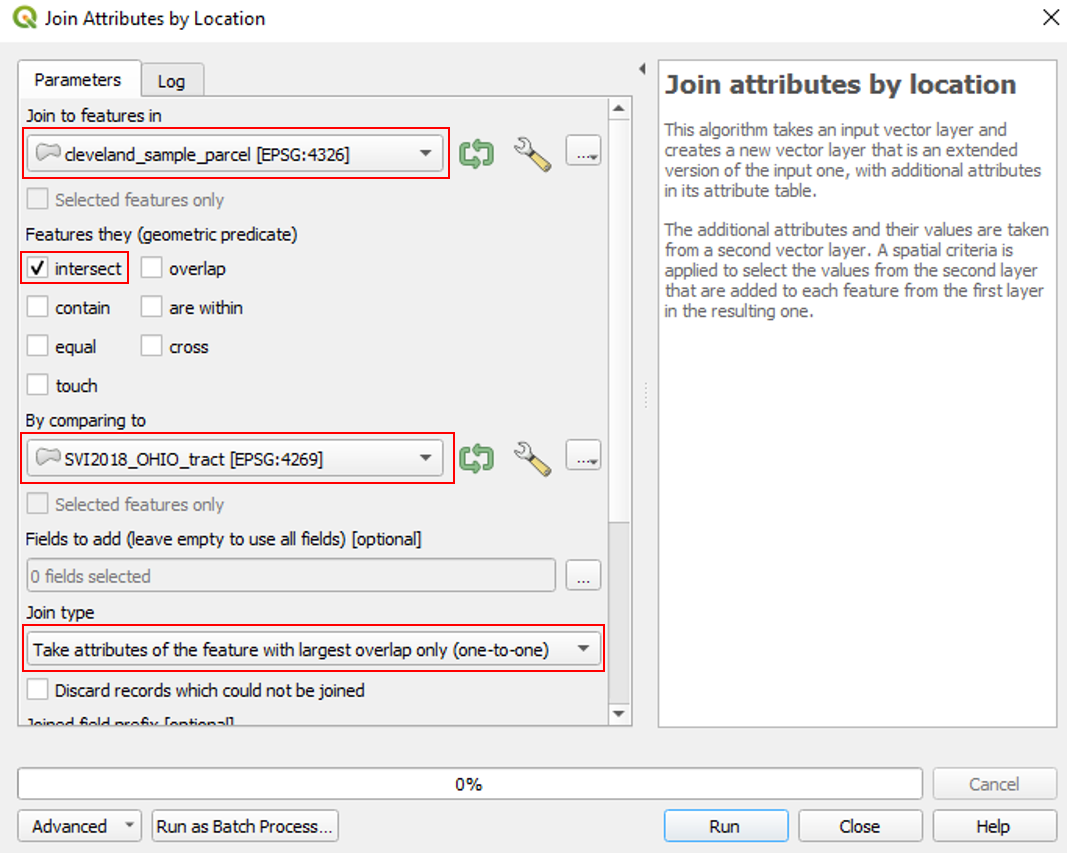 Join Attributes by Location
Parameters
Log
Join to features in
cleveland_sample_parcel [EPSG:4326]
...
Selected features only
Features they (geometric predicate)
intersect
overlap
contain
are within
equal
cross
touch
By comparing to
SVI2018_OHIO_tract [EPSG:4269]
...
Selected features only
Fields to add (leave empty to use all fields) [optional]
0 fields selected
...
Join type
Take attributes of the feature with largest overlap only (one-to-one)
Discard records which could not be joined
Joined field prefix [optional]
Join attributes by location
This algorithm takes an input vector layer and
creates a new vector layer that is an extended
version of the input one, with additional attributes
in its attribute table.
The additional attributes and their values are taken
from a second vector layer. A spatial criteria is
applied to select the values from the second layer
that are added to each feature from the first layer
in the resulting one.
0%
Cancel
Advanced
Run as Batch Process...
Run
Close
Help